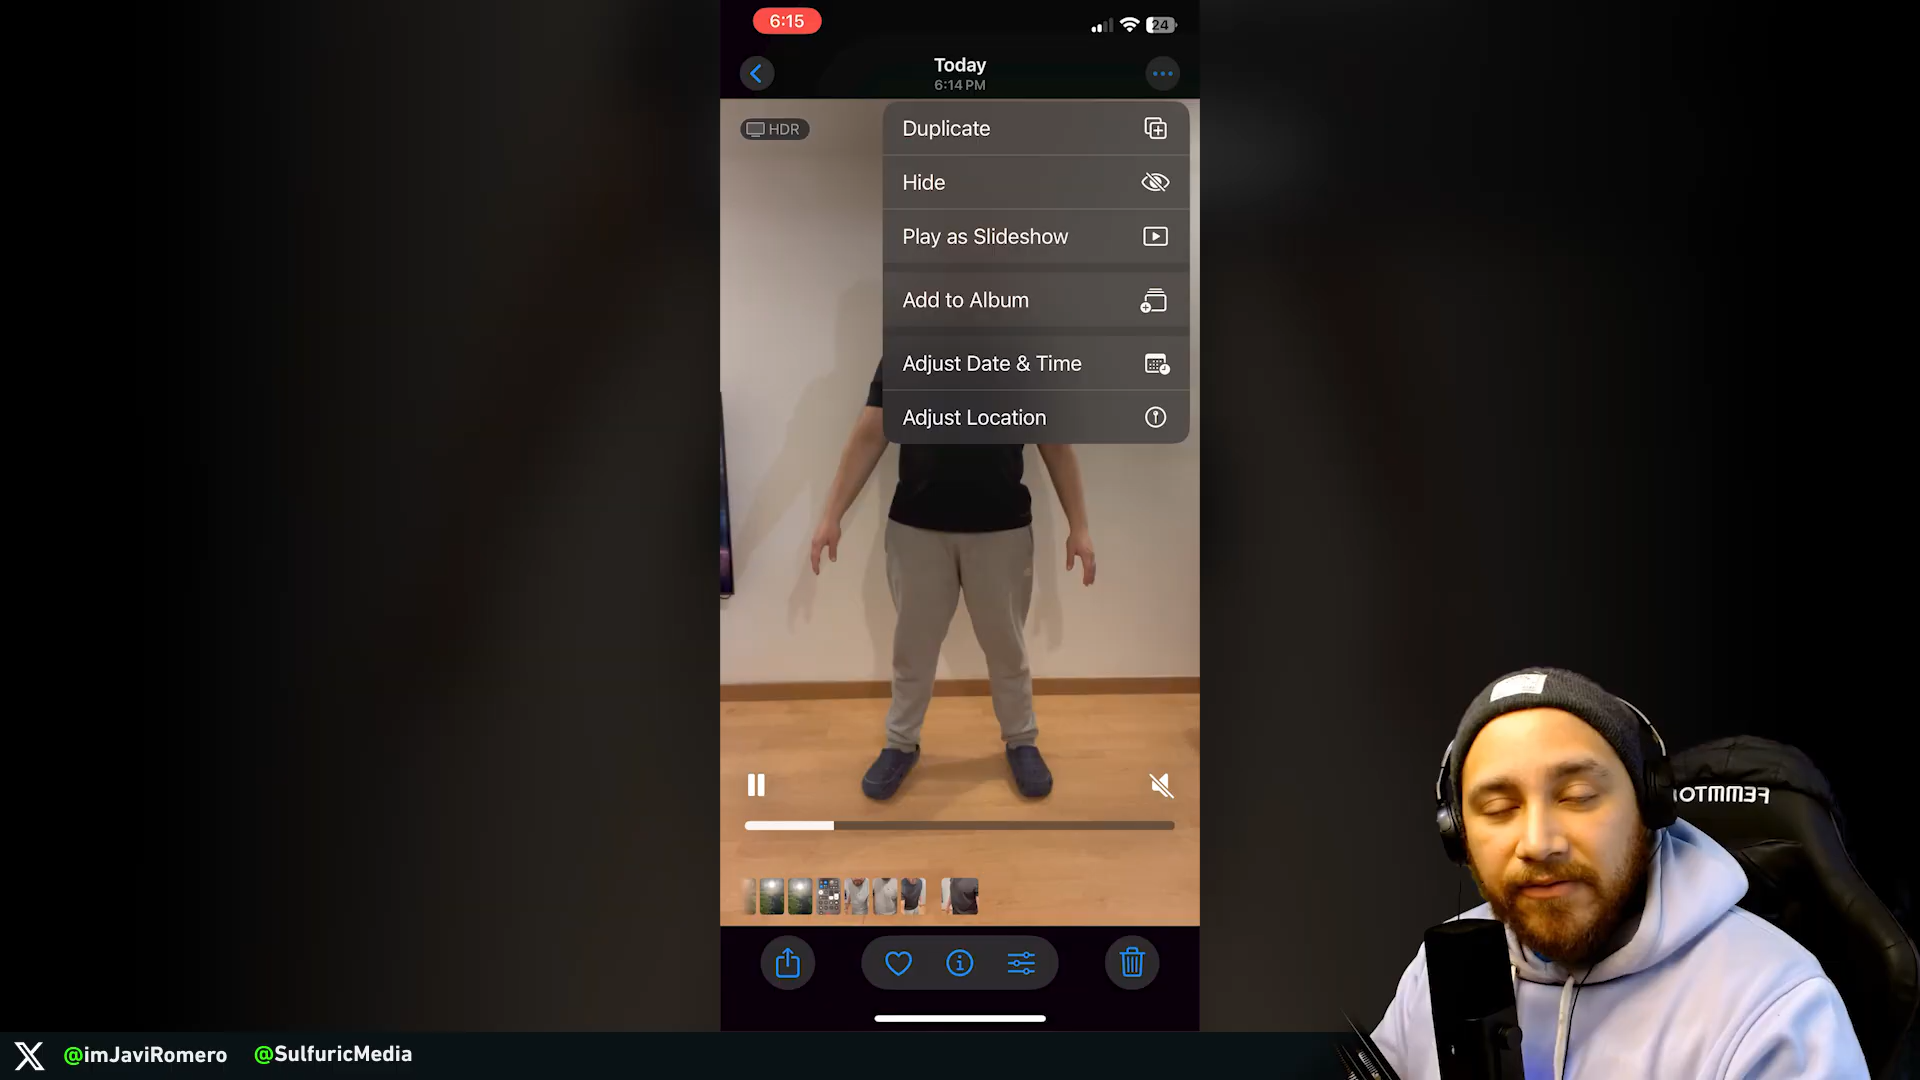 6:15
24
Today
6:14 PM
HDR
Duplicate
Hide
Play as Slideshow
Add to Album
Adjust Date & Time
Adjust Location
@imJaviRomero
@SulfuricMedia